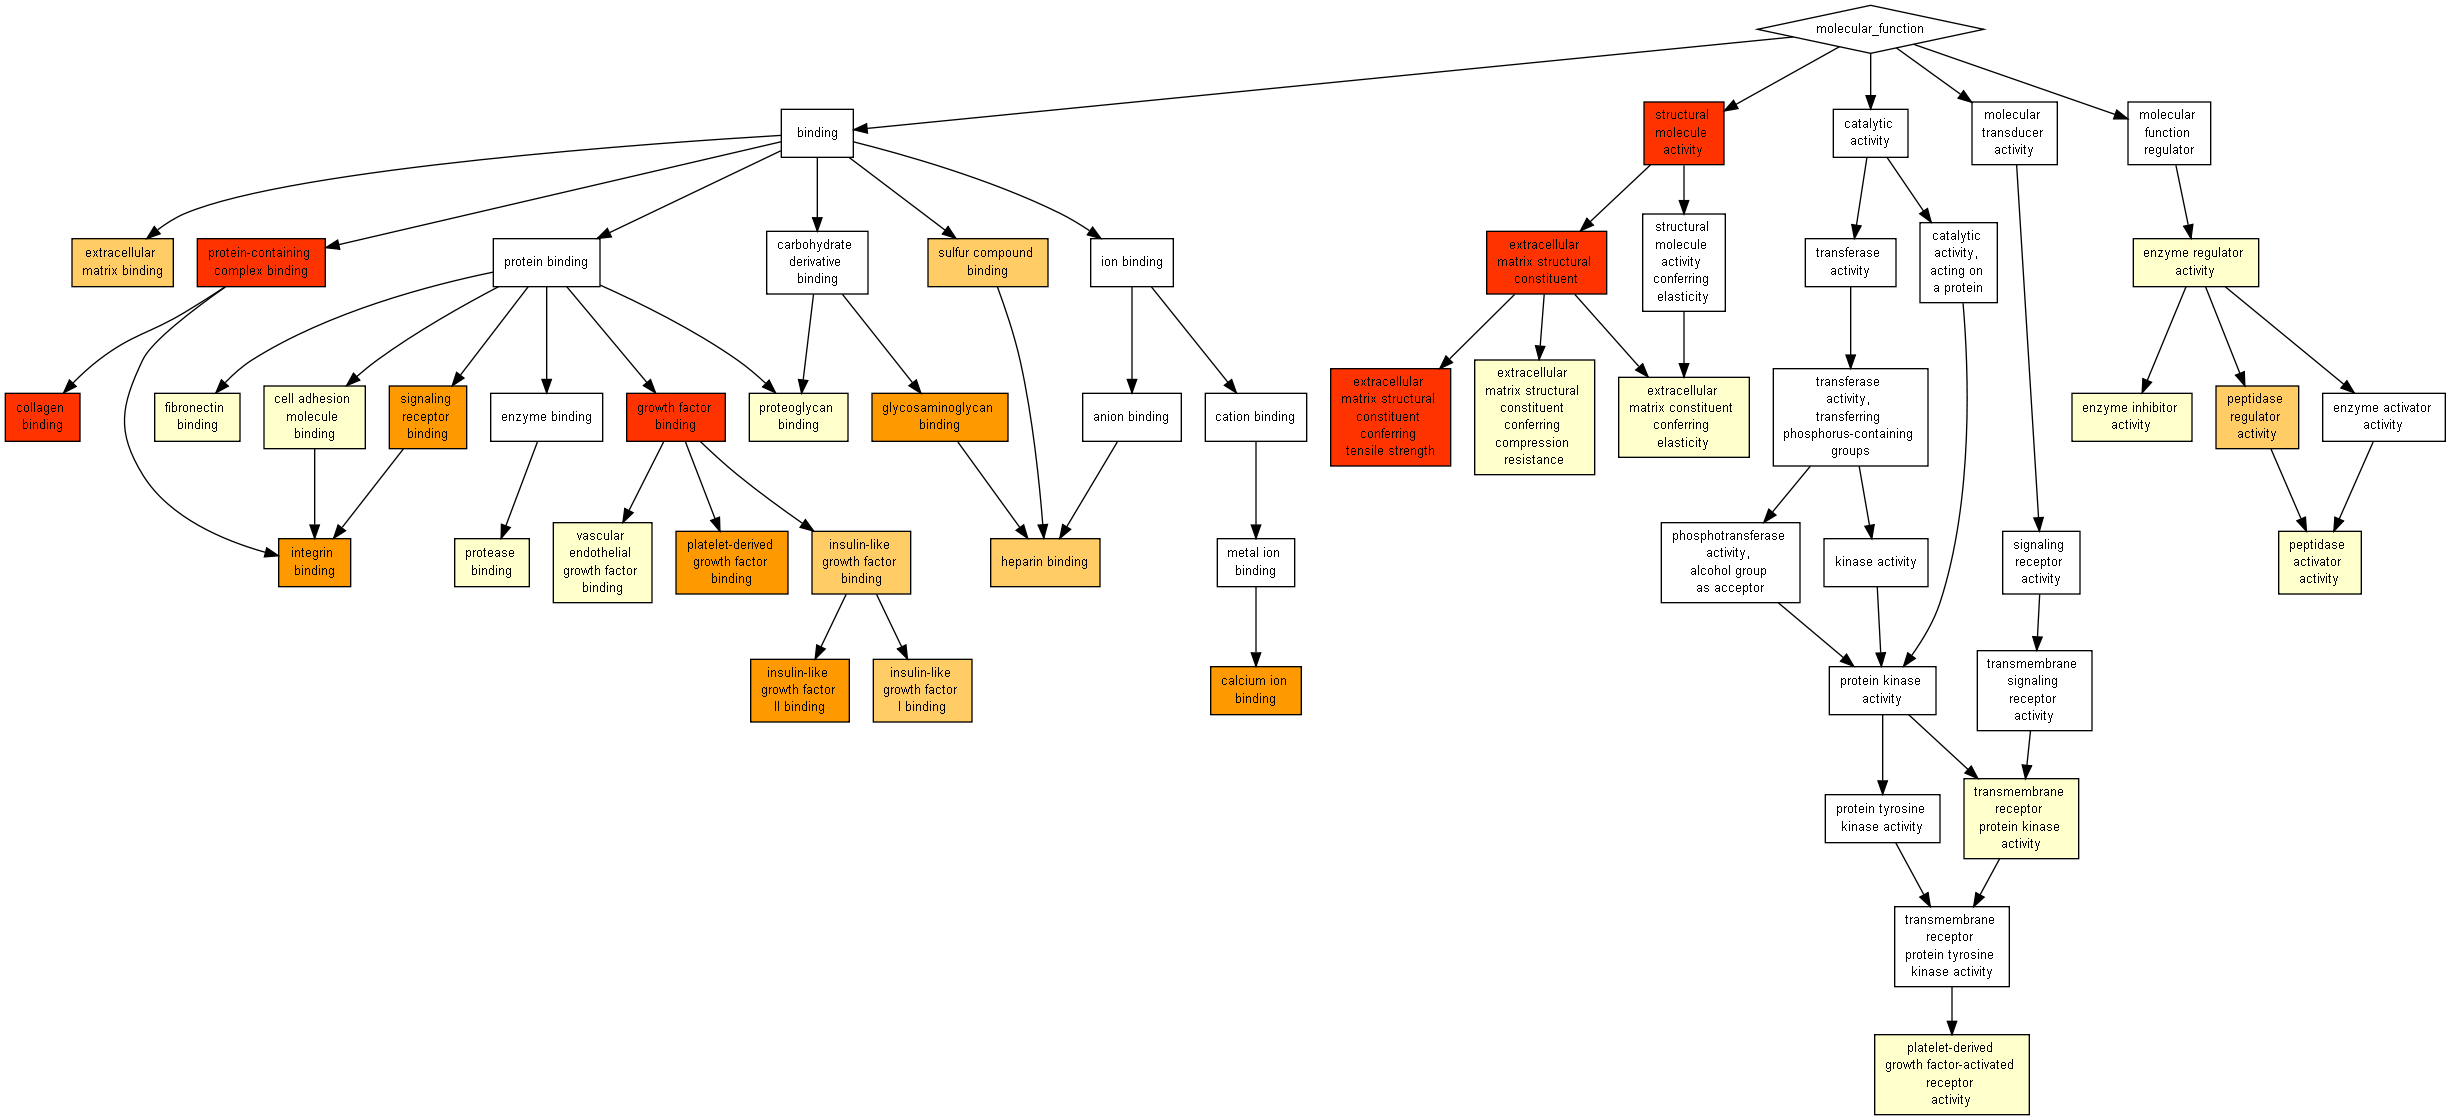 molecular_function
binding
structural
molecule
activity
catalytic
activity
molecular
transducer
activity
molecular
function
regulator
extracellular
matrix binding
protein-containing
complex binding
protein binding
carbohydrate
derivative
binding
sulfur compound
binding
ion binding
extracellular
matrix structural
constituent
structural
molecule
activity
conferring
elasticity
transferase
activity
catalytic
activity,
acting on
a protein
enzyme regulator
activity
collagen
binding
fibronectin
binding
cell adhesion
molecule
binding
signaling
receptor
binding
enzyme binding
growth factor
binding
proteoglycan
binding
glycosaminoglycan
binding
anion binding
cation binding
extracellular
matrix structural
constituent
conferring
tensile strength
extracellular
matrix structural
constituent
conferring
compression
resistance
extracellular
matrix constituent
conferring
elasticity
transferase
activity,
transferring
phosphorus-containing
groups
enzyme inhibitor
activity
peptidase
regulator
activity
enzyme activator
activity
integrin
binding
protease
binding
vascular
endothelial
growth factor
binding
platelet-derived
growth factor
binding
insulin-like
growth factor
binding
heparin binding
metal ion
binding
phosphotransferase
activity,
alcohol group
as acceptor
kinase activity
signaling
receptor
activity
peptidase
activator
activity
insulin-like
growth factor
II binding
insulin-like
growth factor
I binding
calcium ion
binding
protein kinase
activity
transmembrane
signaling
receptor
activity
protein tyrosine
kinase activity
transmembrane
receptor
protein kinase
activity
transmembrane
receptor
protein tyrosine
kinase activity
platelet-derived
growth factor-activated
receptor
activity